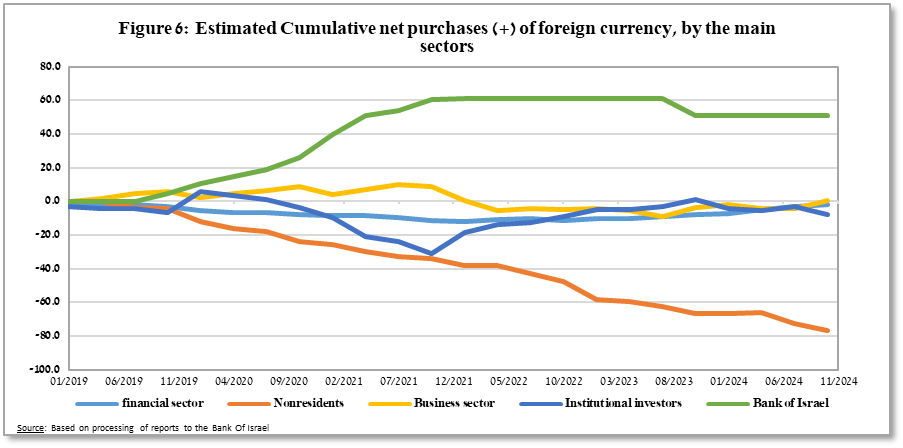 Figure 6: Estimated Cumulative net purchases (+) of foreign currency, by the main
sectors
80.0
60.0
40.0
20.0
0.0
-20.0
-40.0
-60.0
-80.0
-100.0
01/2019 06/2019 11/2019 04/2020 09/2020 02/2021 07/2021 12/2021 05/2022 10/2022 03/2023 08/2023 01/2024 06/2024 11/2024
financial sector Nonresidents Business sector Institutional investors Bank of Israel
Source: Based on processing of reports to the Bank Of Israel